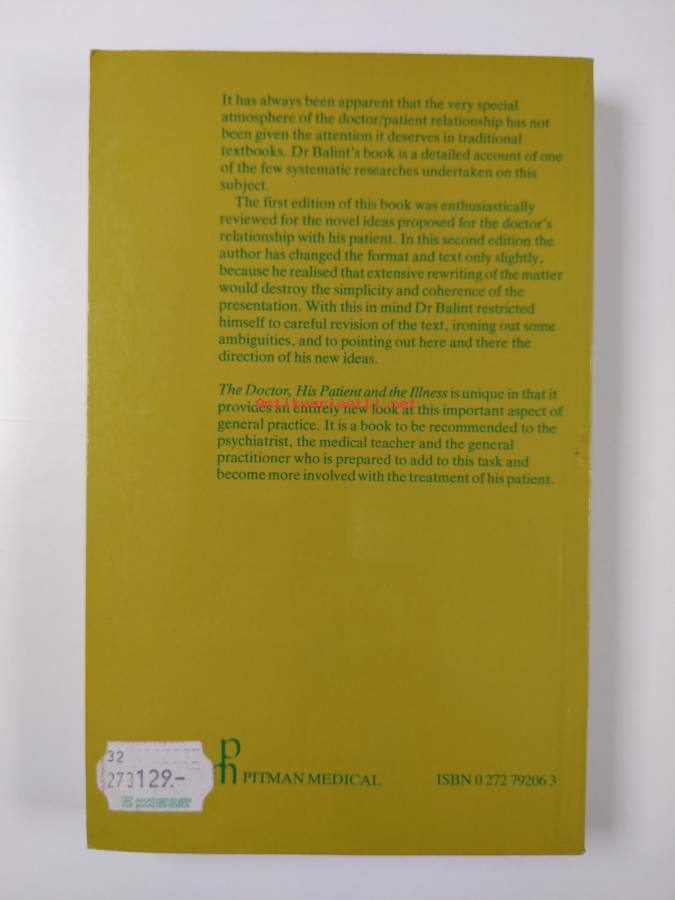 It has always been apparent that the very special
atmosphere of the doctor/patient relationship has not
been given the attention it deserves in traditional
textbooks. Dr Balint's book is a detailed account of one
of the few systematic researches undertaken on this
subject.
The first edition of this book was enthusiastically
reviewed for the novel ideas proposed for the doctor's
relationship with his patient. In this second edition the
author has changed the format and text only slightly,
because he realised that extensive rewriting of the matter
would destroy the simplicity and coherence of the
presentation. With this in mind Dr Balint restricted
himself to careful revision of the text, ironing out some
ambiguities, and to pointing out here and there the
direction of his new ideas.
The Doctor, His Patient and the Illness is unique in that it
Antikvariaatti.net
provides an entirely new look at this important aspect of
general practice. It is a book to be recommended to the
psychiatrist, the medical teacher and the general
practitioner who is prepared to add to this task and
become more involved with the treatment of his patient.
32
273129.-
PITMAN MEDICAL
ISBN 0 272 79206 3